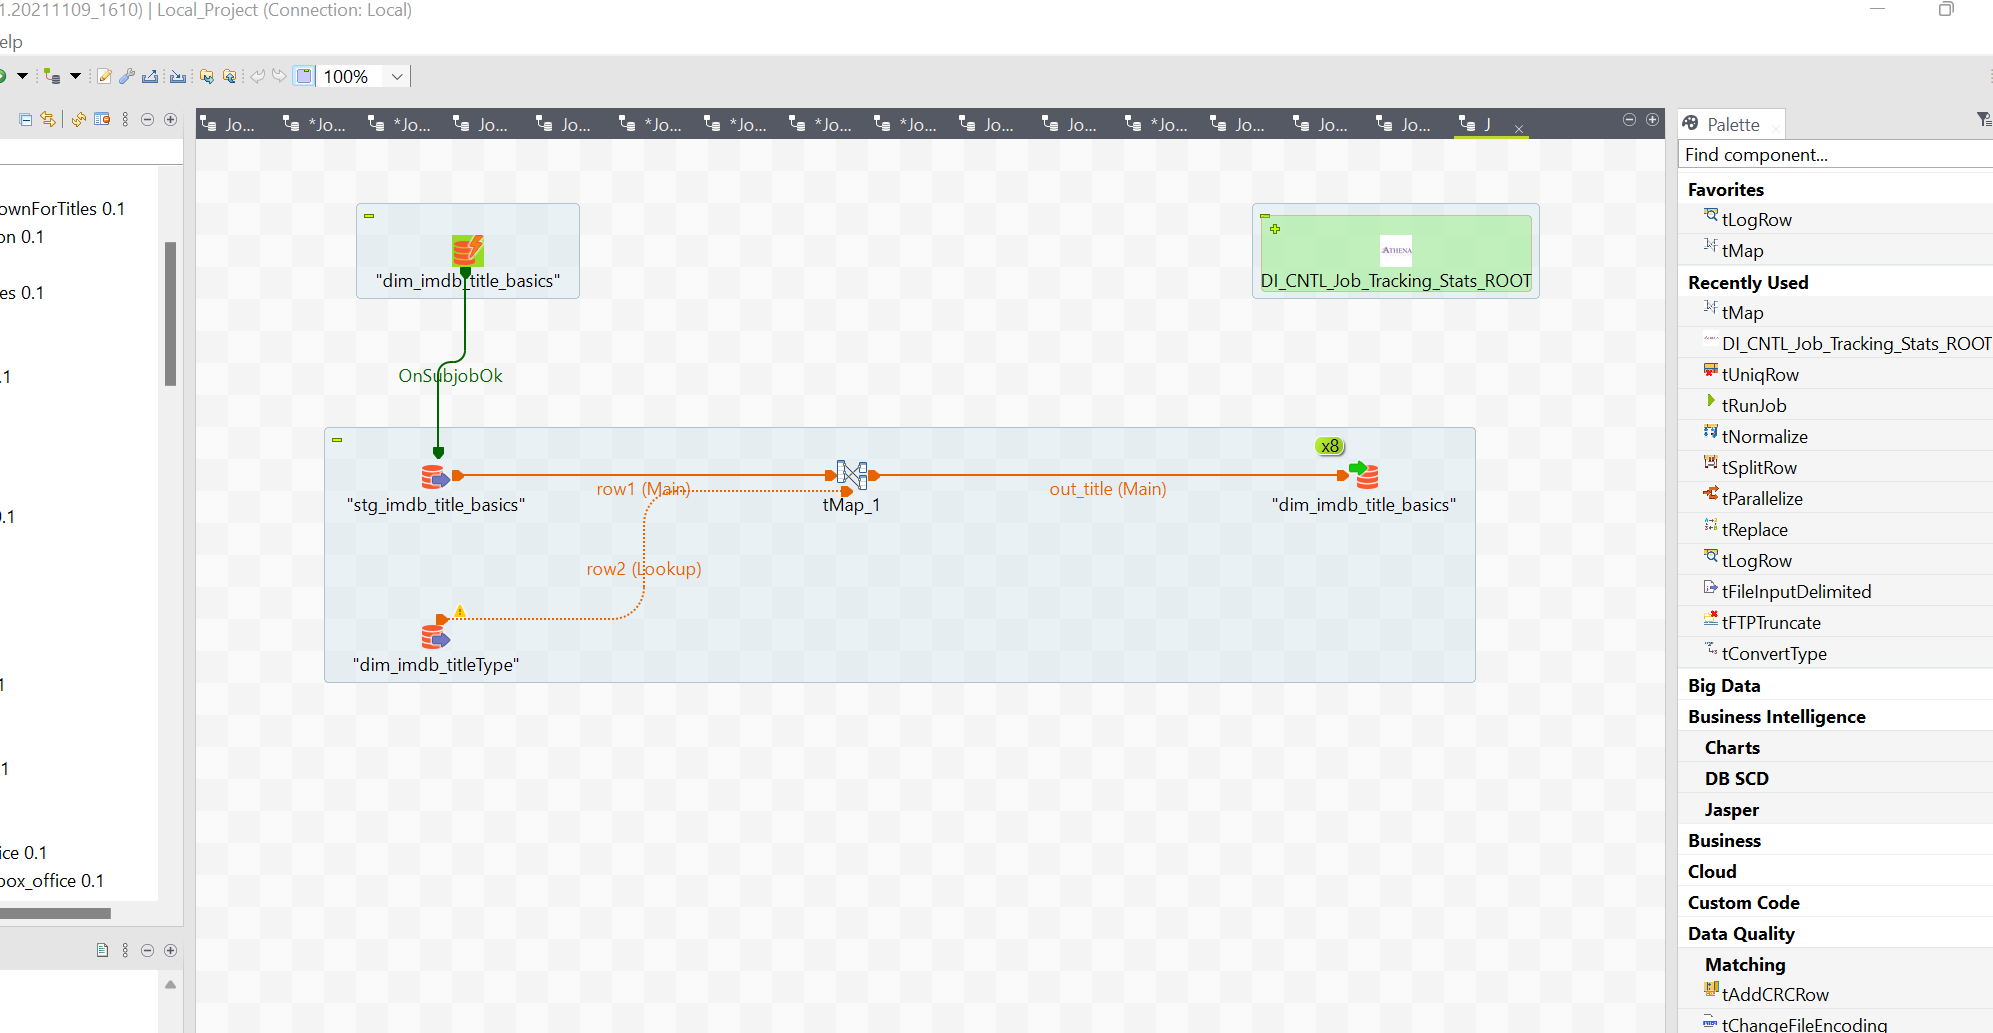 1.20211109_1610) | Local_Project (Connection: Local)
elp
100%
Jo...
*Jo...
*Jo...
Jo...
Jo...
*Jo...
*Jo...
*Jo...
*Jo...
Jo...
Jo...
*Jo...
Jo...
Jo...
Jo...
J
Palette
Find component...
ownForTitles 0.1
on 0.1
es 0.1
.1
0.1
1
1
ice 0.1
box_office 0.1
"dim_imdb_title_basics"
ATHENA
DI_CNTL_Job_Tracking_Stats_ROOT
OnSubjobOk
x8
row1 (Main)
out_title (Main)
"stg_imdb_title_basics"
tMap_1
"dim_imdb_title_basics"
row2 (Lookup)
"dim_imdb_titleType"
Favorites
tLogRow
tMap
Recently Used
tMap
DI_CNTL_Job_Tracking_Stats_ROOT
tUniqRow
tRunJob
tNormalize
tSplitRow
tParallelize
tReplace
tLogRow
tFileInputDelimited
tFTPTruncate
tConvertType
Big Data
Business Intelligence
Charts
DB SCD
Jasper
Business
Cloud
Custom Code
Data Quality
Matching
tAddCRCRow
tChangeFileEncoding